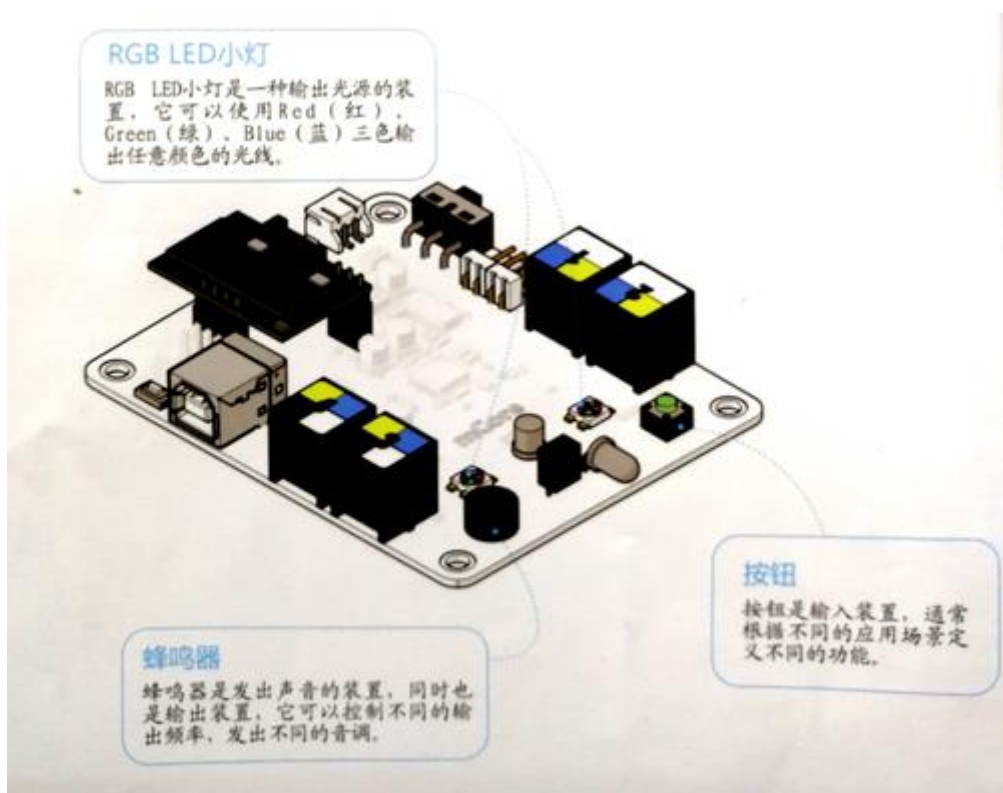 RGB LED小灯
RGB LED小灯是一种输出光源的装
置，它可以使用Red（红）、
Green（绿）、Blue（蓝）三色输
出任意颜色的光线。
按钮
按钮是输入装置，通常
根据不同的应用场景定
义不同的功能。
蜂鸣器
蜂鸣器是发出声音的装置，同时也
是输出装置，它可以控制不同的输
出频率，发出不同的音调。